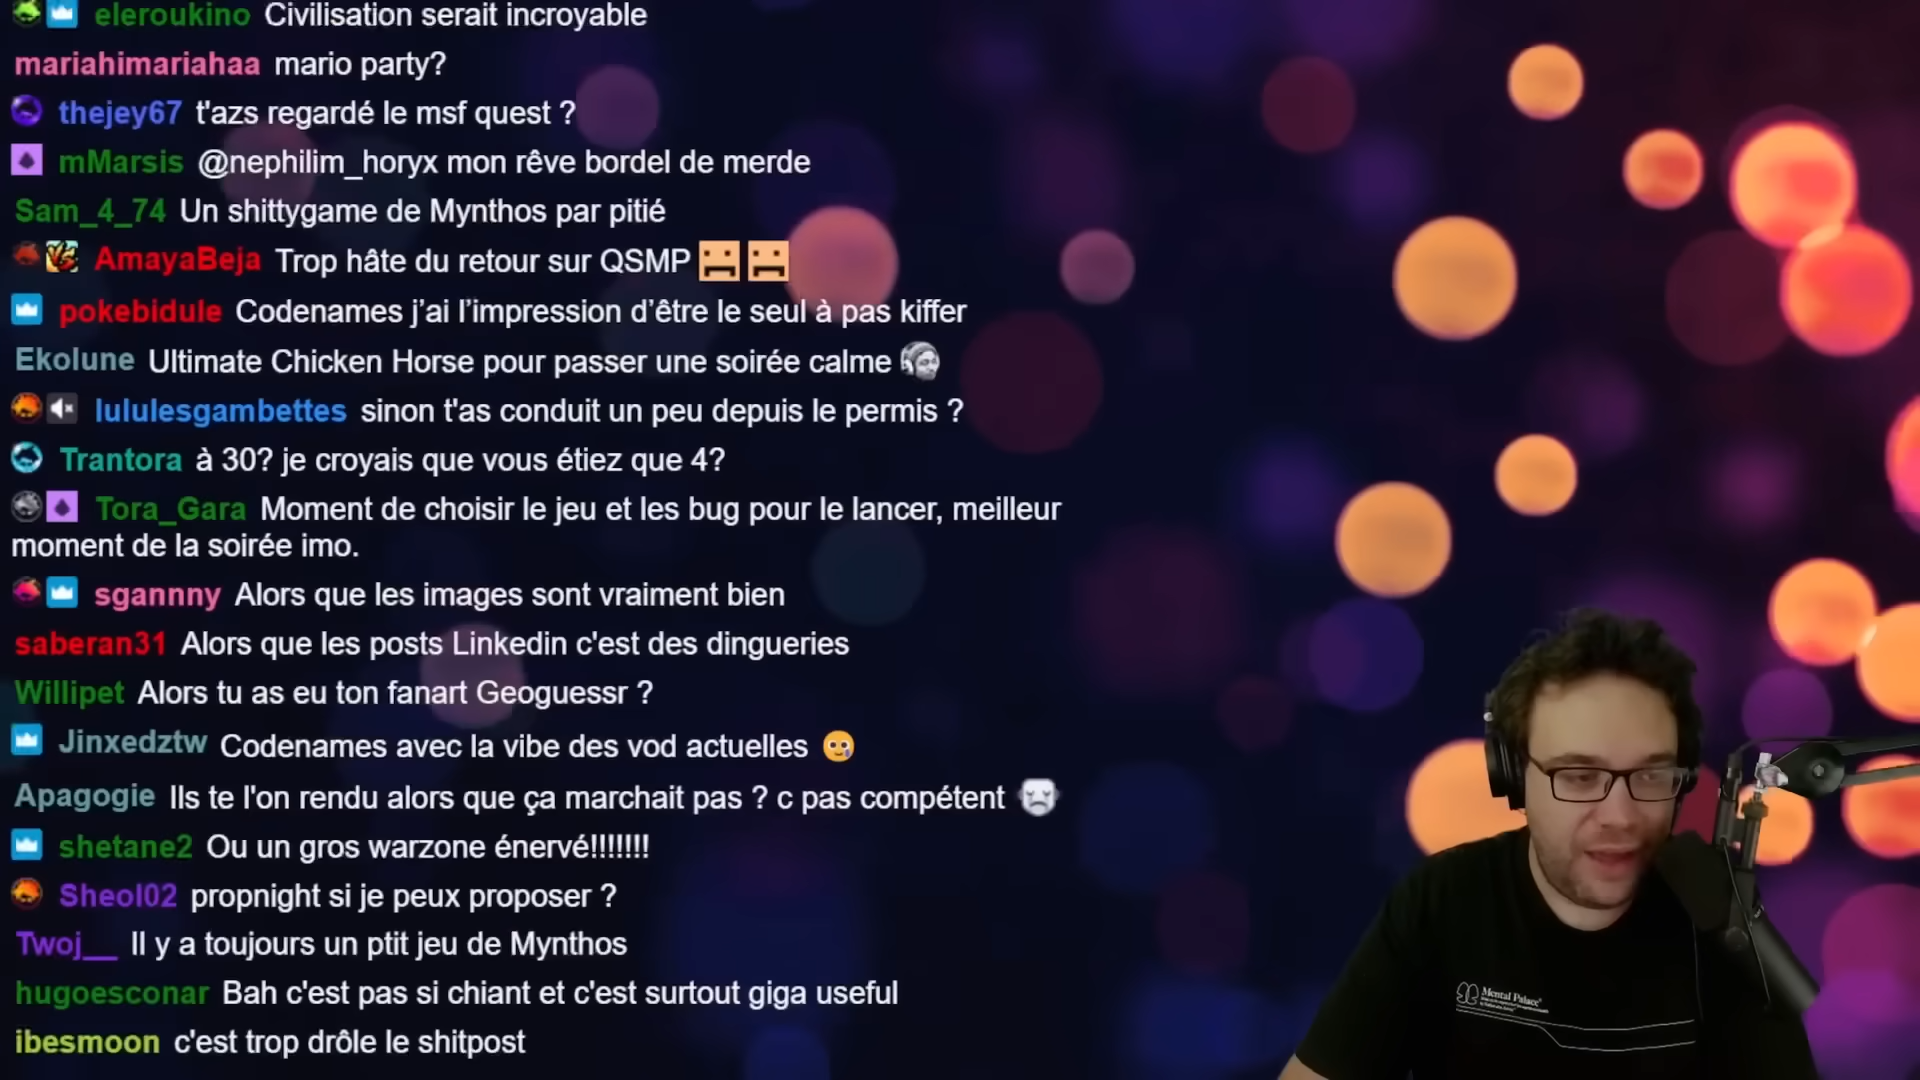 eleroukino Civilisation serait incroyable
mariahimariahaa mario party?
thejey67 t'azs regardé le msf quest ?
mMarsis @nephilim_horyx mon rêve bordel de merde
Sam_4_74 Un shittygame de Mynthos par pitié
AmayaBeja Trop hâte du retour sur QSMP
pokebidule Codenames j’ai l’impression d’être le seul à pas kiffer
Ekolune Ultimate Chicken Horse pour passer une soirée calme
lululesgambettes sinon t'as conduit un peu depuis le permis ?
Trantora à 30? je croyais que vous étiez que 4?
Tora_Gara Moment de choisir le jeu et les bug pour le lancer, meilleur
moment de la soirée imo.
sgannny Alors que les images sont vraiment bien
saberan31 Alors que les posts Linkedin c'est des dingueries
Willipet Alors tu as eu ton fanart Geoguessr ?
Jinxedztw Codenames avec la vibe des vod actuelles 🥲
Apagogie Ils te l'on rendu alors que ça marchait pas ? c pas compétent
shetane2 Ou un gros warzone énervé!!!!!!!
Sheol02 propnight si je peux proposer ?
Twoj__ Il y a toujours un ptit jeu de Mynthos
hugoesconar Bah c'est pas si chiant et c'est surtout giga useful
ibesmoon c'est trop drôle le shitpost
Mental Palace